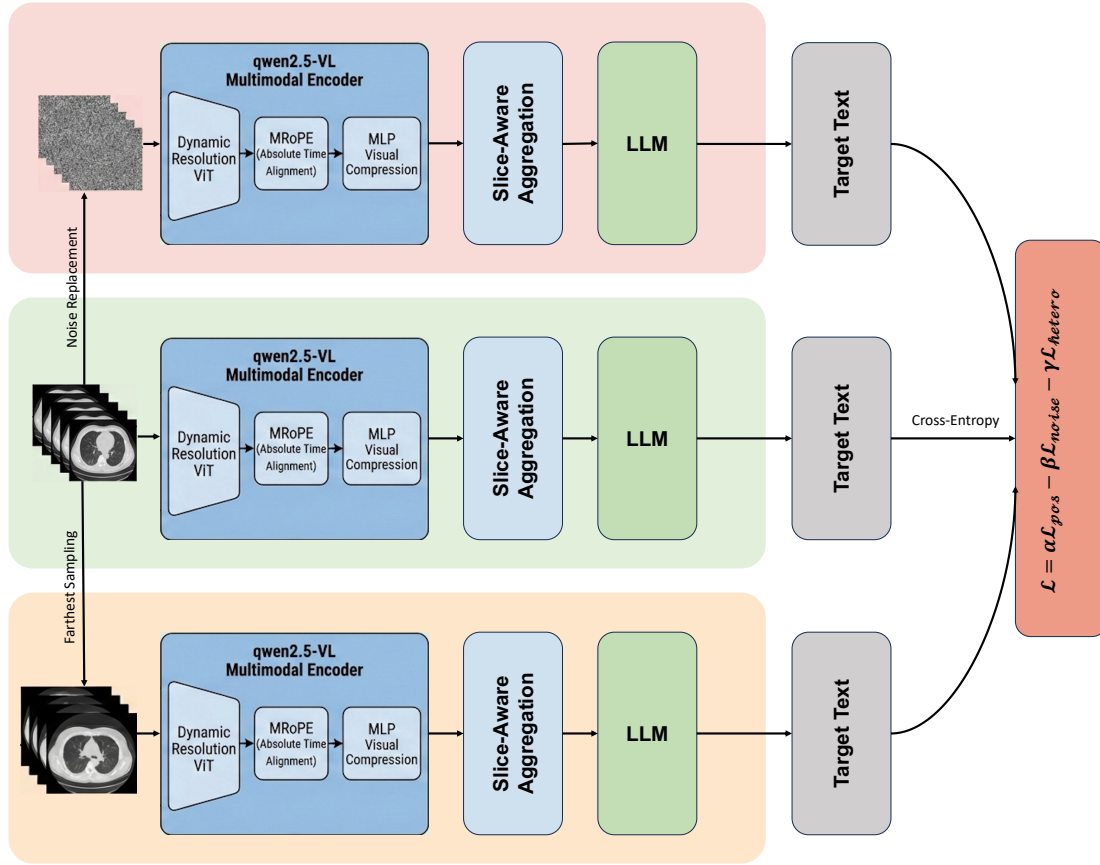 qwen2.5-VL
Multimodal Encoder
Dynamic
Resolution
ViT
MRoPE
(Absolute Time
Alignment)
MLP
Visual
Compression
Slice-Aware
Aggregation
LLM
Target Text
Noise Replacement
qwen2.5-VL
Multimodal Encoder
Dynamic
Resolution
ViT
MRoPE
(Absolute Time
Alignment)
MLP
Visual
Compression
Slice-Aware
Aggregation
LLM
Target Text
Cross-Entropy
ℒ = αℒ_pos − βℒ_noise − γℒ_hetero
Farthest Sampling
qwen2.5-VL
Multimodal Encoder
Dynamic
Resolution
ViT
MRoPE
(Absolute Time
Alignment)
MLP
Visual
Compression
Slice-Aware
Aggregation
LLM
Target Text